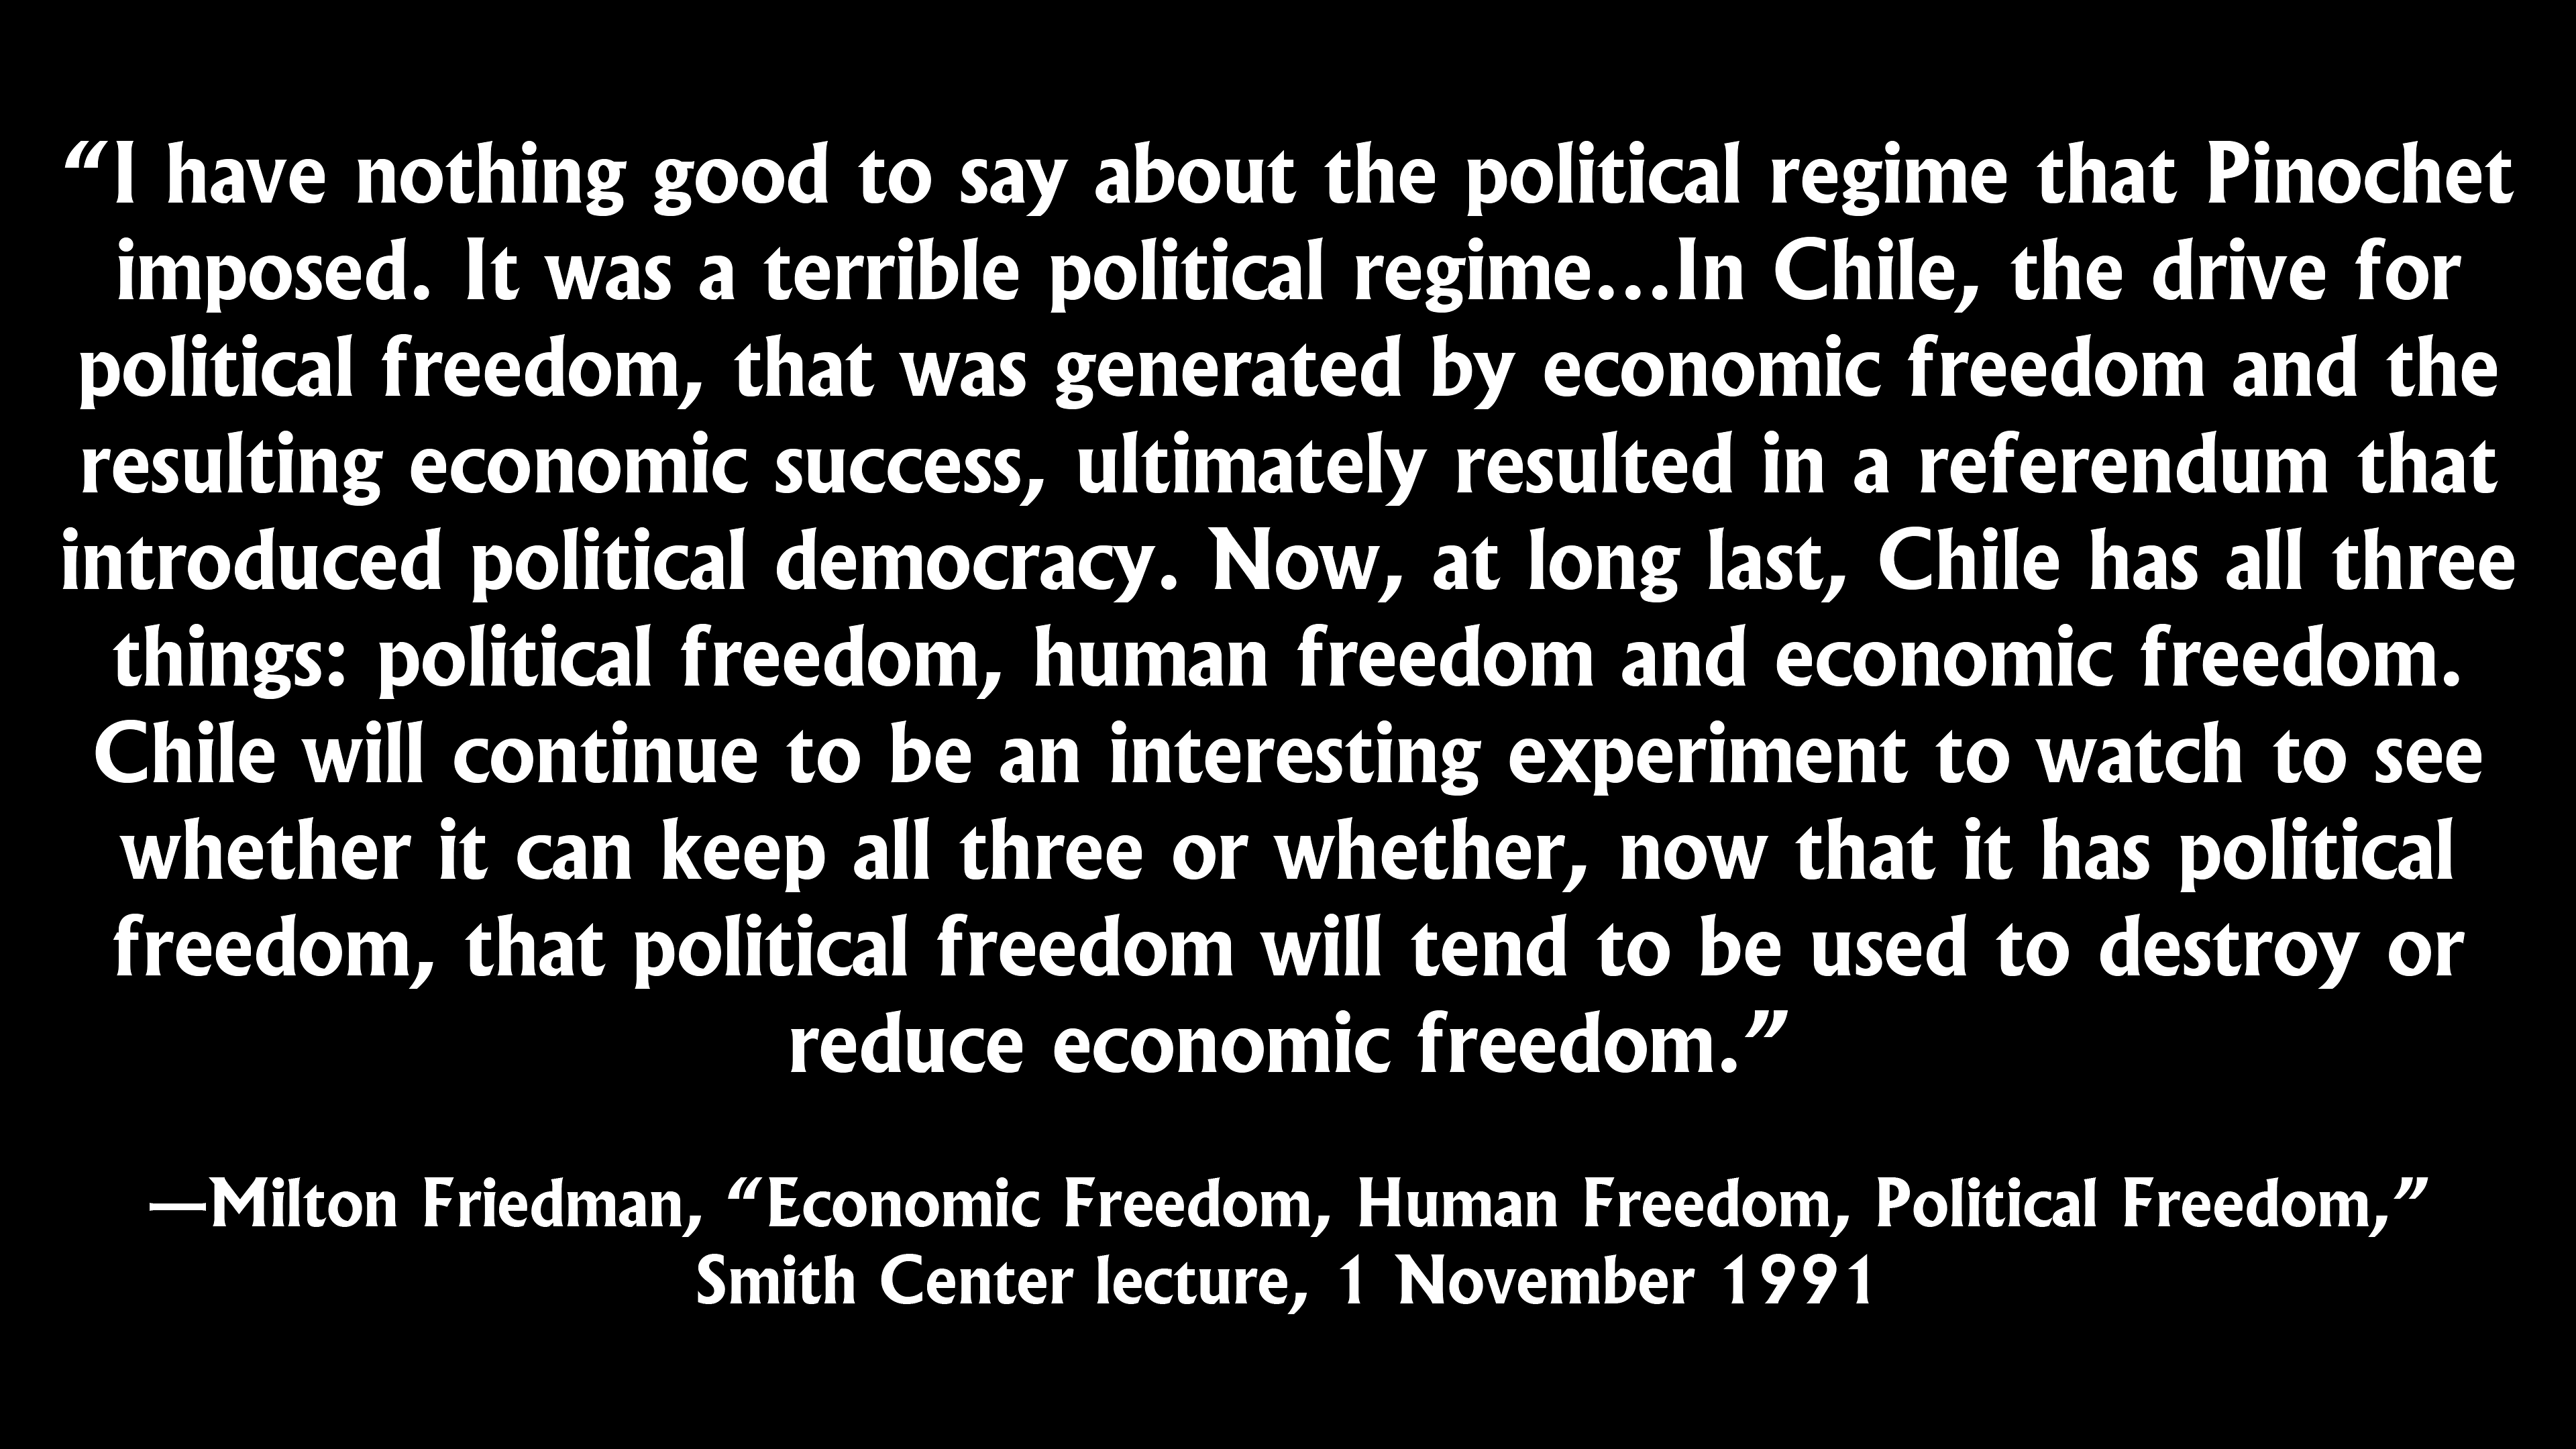 “I have nothing good to say about the political regime that Pinochet
imposed. It was a terrible political regime...In Chile, the drive for
political freedom, that was generated by economic freedom and the
resulting economic success, ultimately resulted in a referendum that
introduced political democracy. Now, at long last, Chile has all three
things: political freedom, human freedom and economic freedom.
Chile will continue to be an interesting experiment to watch to see
whether it can keep all three or whether, now that it has political
freedom, that political freedom will tend to be used to destroy or
reduce economic freedom.”
—Milton Friedman, “Economic Freedom, Human Freedom, Political Freedom,”
Smith Center lecture, 1 November 1991